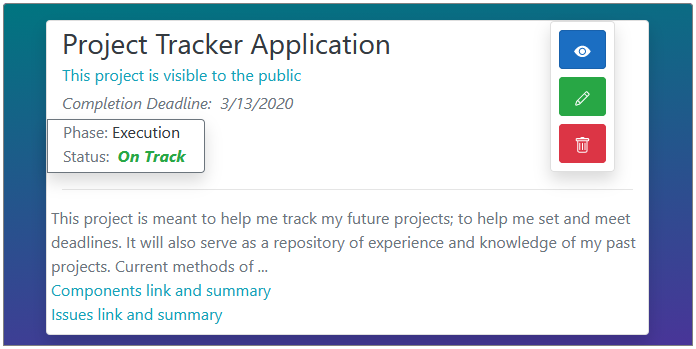 Project Tracker Application
This project is visible to the public
Completion Deadline: 3/13/2020
Phase: Execution
Status: On Track
This project is meant to help me track my future projects; to help me set and meet
deadlines. It will also serve as a repository of experience and knowledge of my past
projects. Current methods of ...
Components link and summary
Issues link and summary